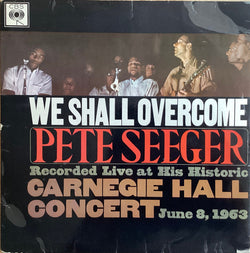 CBS
WE SHALL OVERCOME
PETE SEEGER
Recorded Live at His Historic
CARNEGIE HALL
CONCERT June 8, 1963